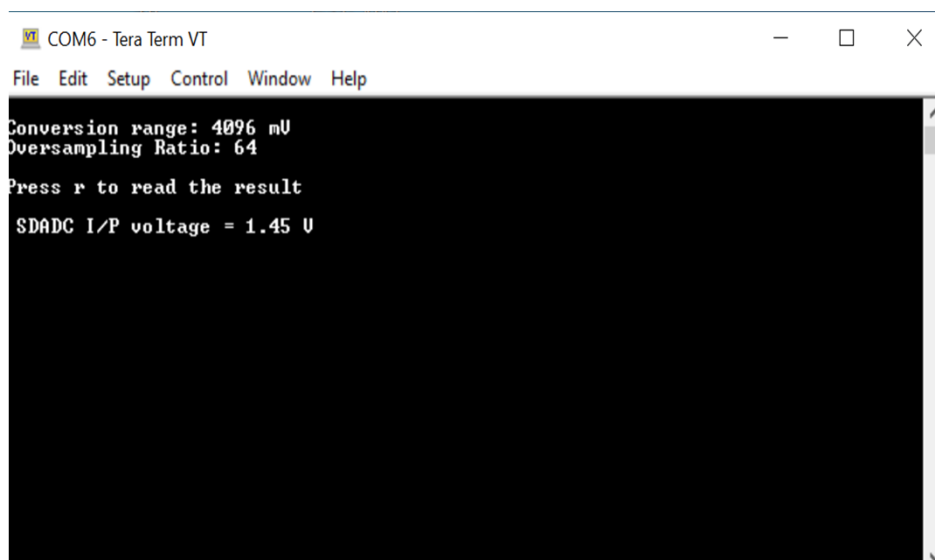 COM6 - Tera Term VT
File Edit Setup Control Window Help
Conversion range: 4096 mV
Oversampling Ratio: 64
Press r to read the result
SDADC I/P voltage = 1.45 V